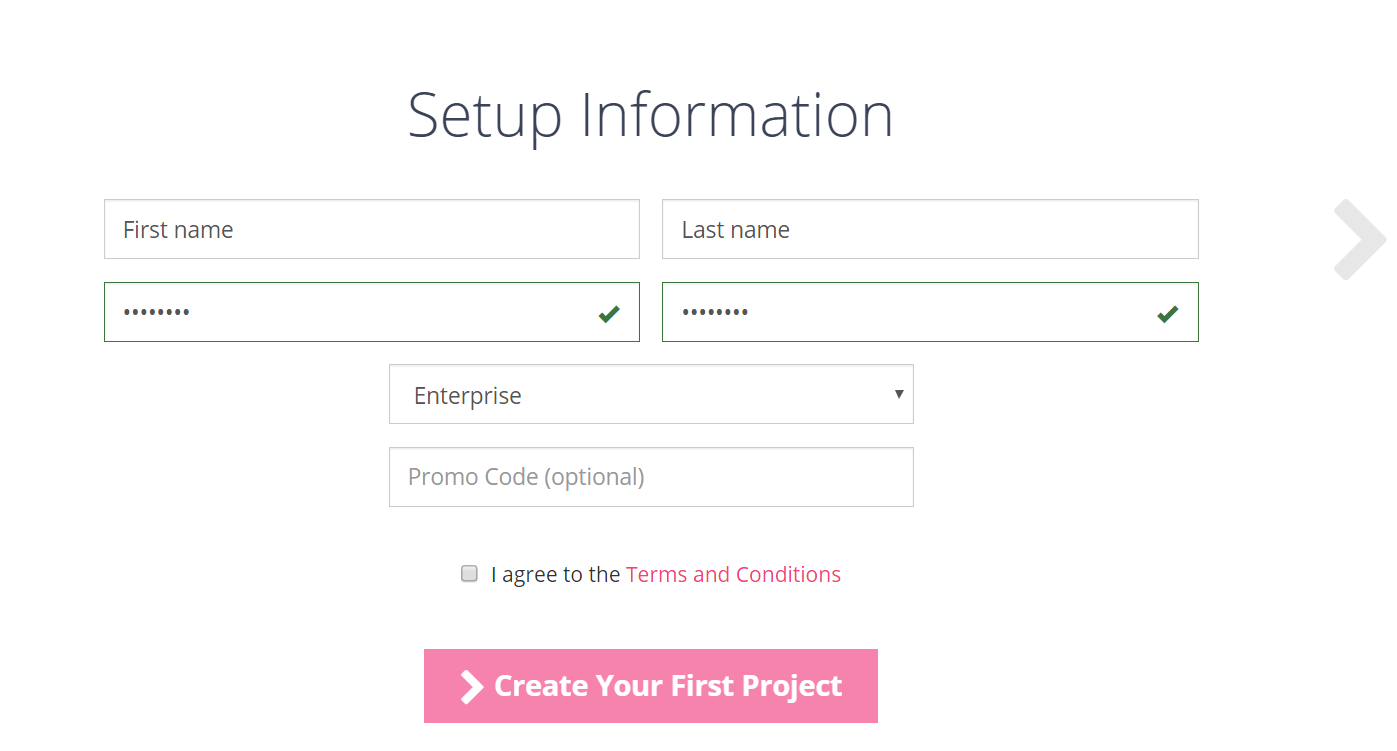 Setup Information
First name
Last name
•••••••• ••••••••
Enterprise
Promo Code (optional)
I agree to the Terms and Conditions
Create Your First Project